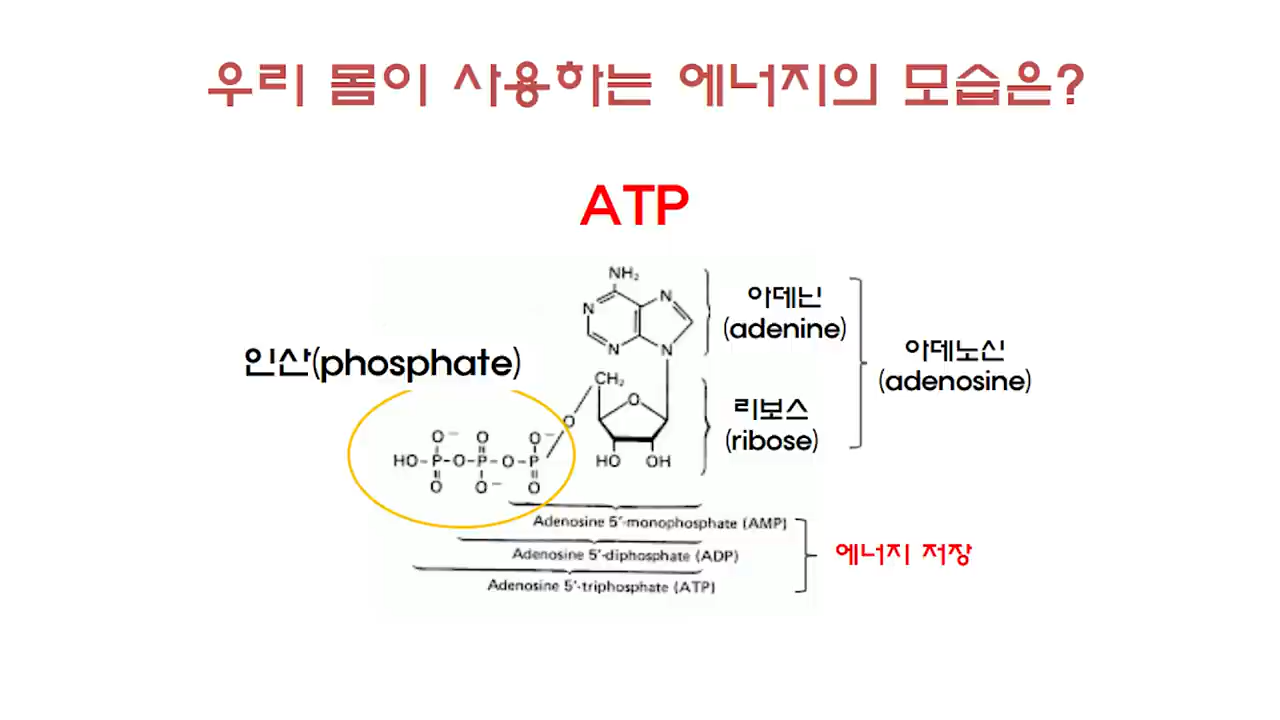 우리 몸이 사용하는 에너지의 모습은?
ATP
NH₂
N
N
N
N
아데닌
(adenine)
아데노신
(adenosine)
인산(phosphate)
CH₂
O
O
리보스
(ribose)
HO OH
O⁻ O O⁻
HO-P-O-P-O-P
O O⁻ O
Adenosine 5′-monophosphate (AMP)
Adenosine 5′-diphosphate (ADP)
Adenosine 5′-triphosphate (ATP)
에너지 저장